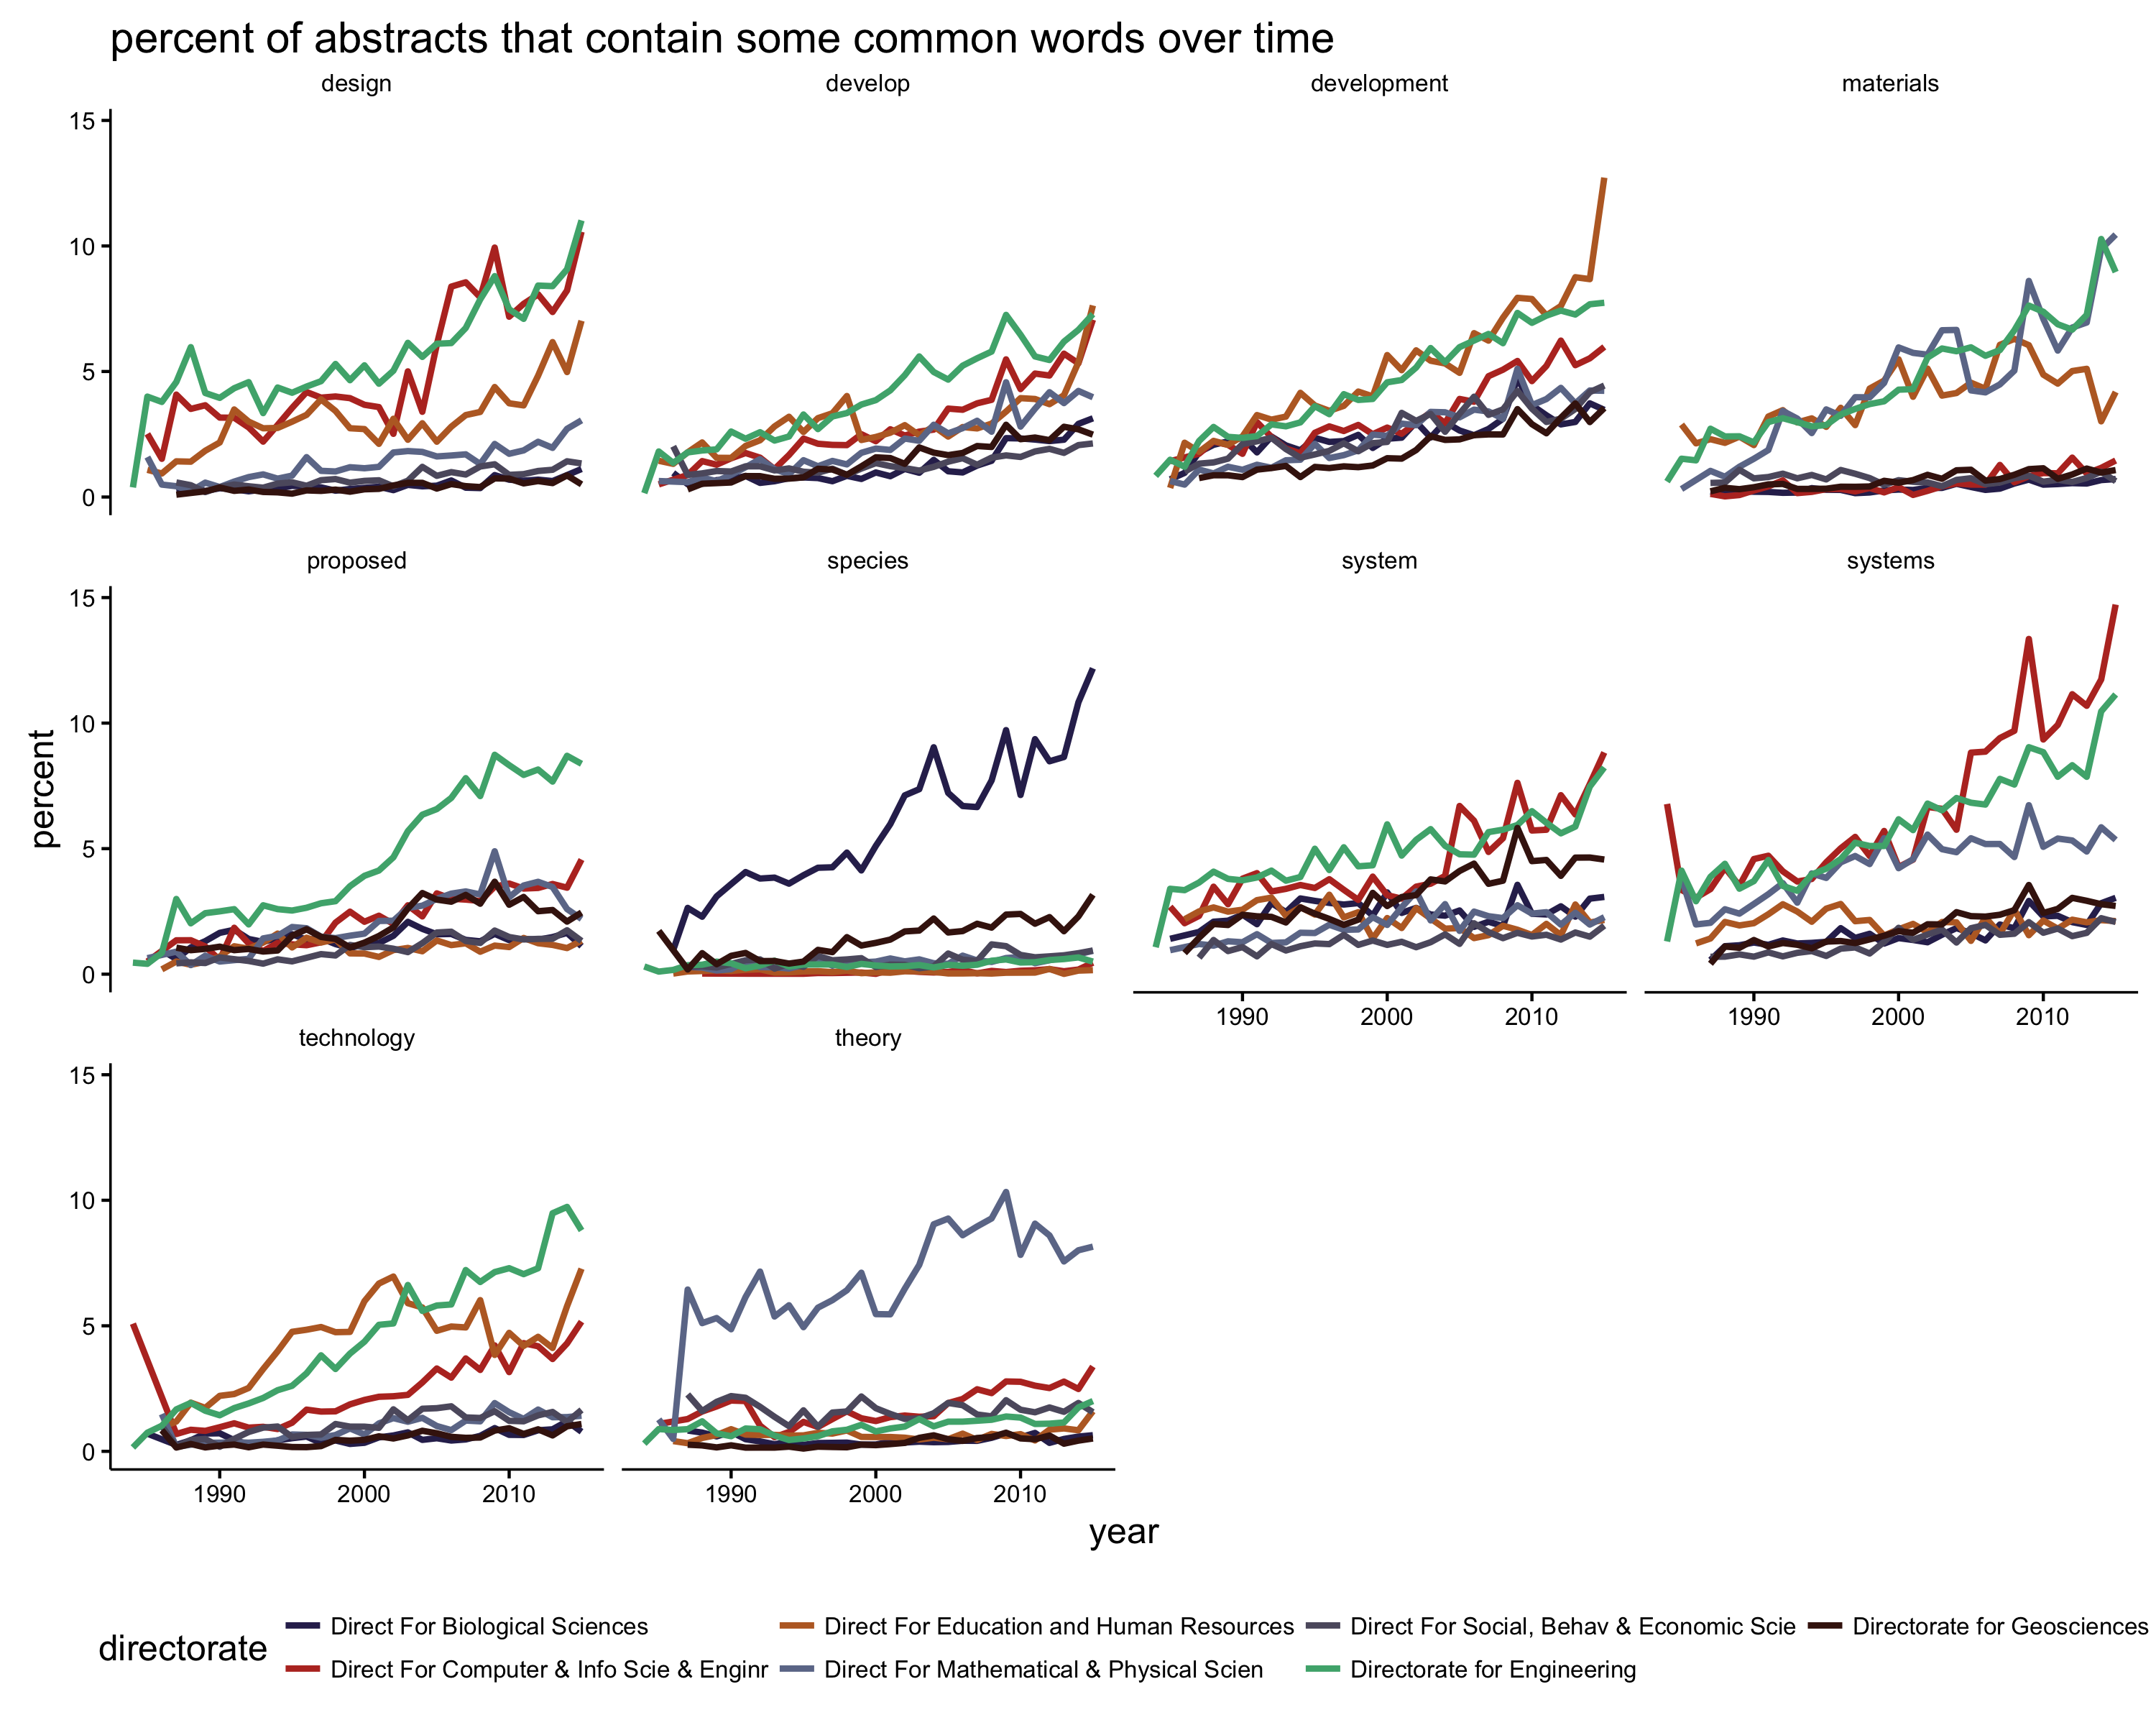 percent of abstracts that contain some common words over time
design develop development materials
15
10
5
0
proposed species system systems
15
10
5
0
1990 2000 2010 1990 2000 2010
technology theory
15
10
5
0
1990 2000 2010 1990 2000 2010
percent
year
directorate
Direct For Biological Sciences Direct For Education and Human Resources Direct For Social, Behav & Economic Scie Directorate for Geosciences
Direct For Computer & Info Scie & Enginr Direct For Mathematical & Physical Scien Directorate for Engineering